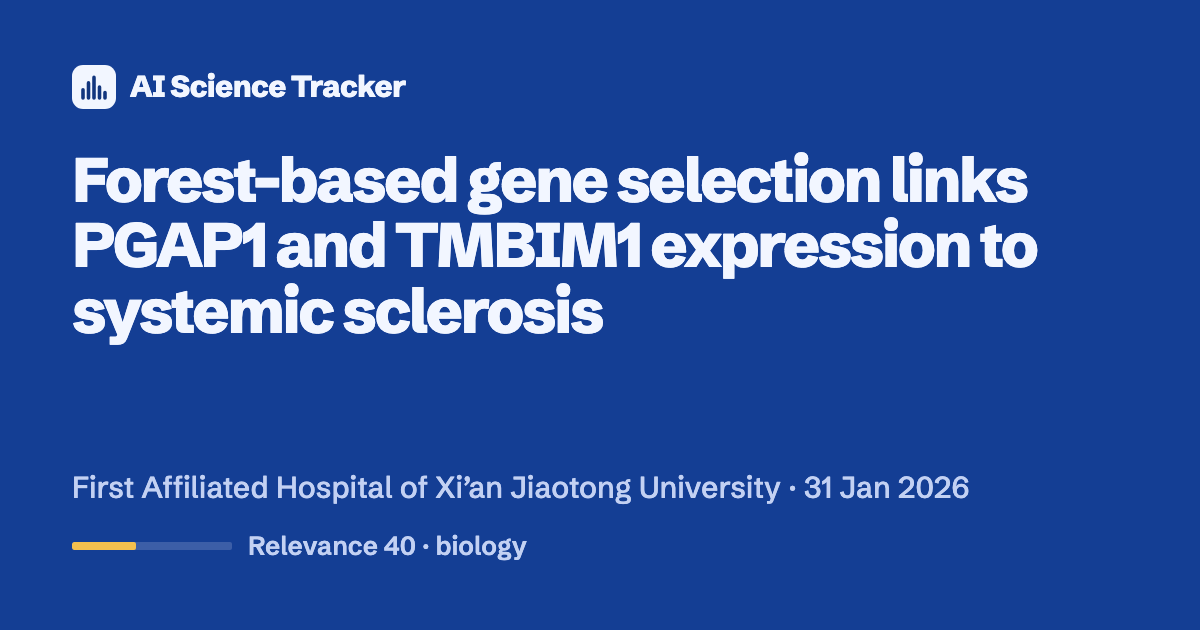 AI Science Tracker
Forest-based gene selection links
PGAP1 and TMBIM1 expression to
systemic sclerosis
First Affiliated Hospital of Xi’an Jiaotong University · 31 Jan 2026
Relevance 40 · biology